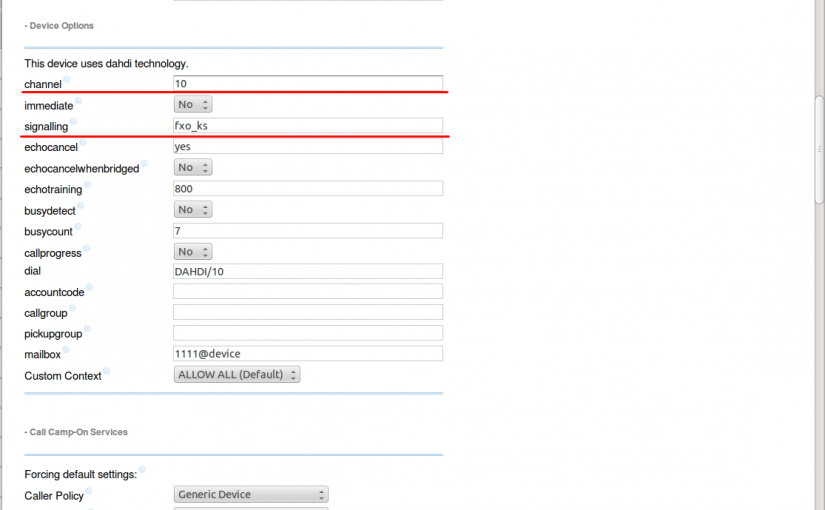 - Device Options
This device uses dahdi technology.
channel 10
immediate No
signalling fxo_ks
echocancel yes
echocancelwhenbridged No
echotraining 800
busydetect No
busycount 7
callprogress No
dial DAHDI/10
accountcode
callgroup
pickupgroup
mailbox 1111@device
Custom Context ALLOW ALL (Default)
- Call Camp-On Services
Forcing default settings:
Caller Policy Generic Device